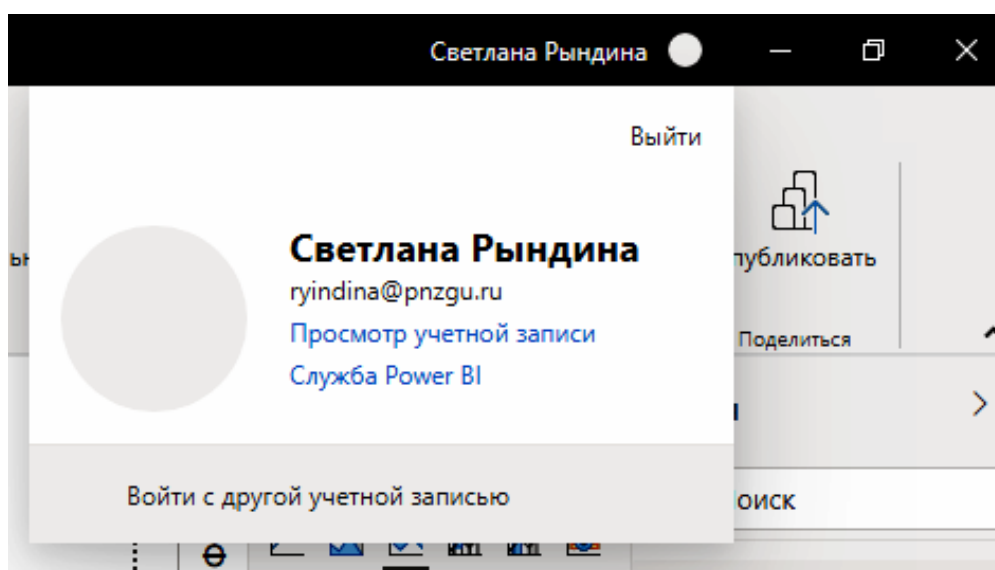 Светлана Рындина
Выйти
Светлана Рындина
ryindina@pnzgu.ru
Просмотр учетной записи
Служба Power BI
Войти с другой учетной записью
публиковать
Поделиться
оиск